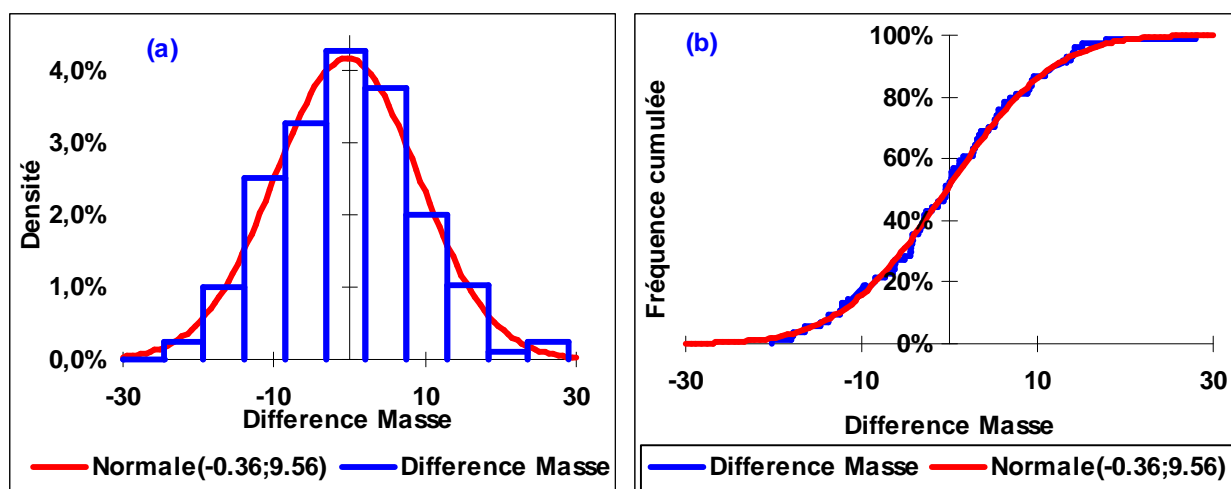 (a)
Densité
4,0%
3,0%
2,0%
1,0%
0,0%
-30 -10 10 30
Difference Masse
Normale(-0.36;9.56) Difference Masse
(b)
Fréquence cumulée
100%
80%
60%
40%
20%
0%
-30 -10 10 30
Difference Masse
Difference Masse Normale(-0.36;9.56)